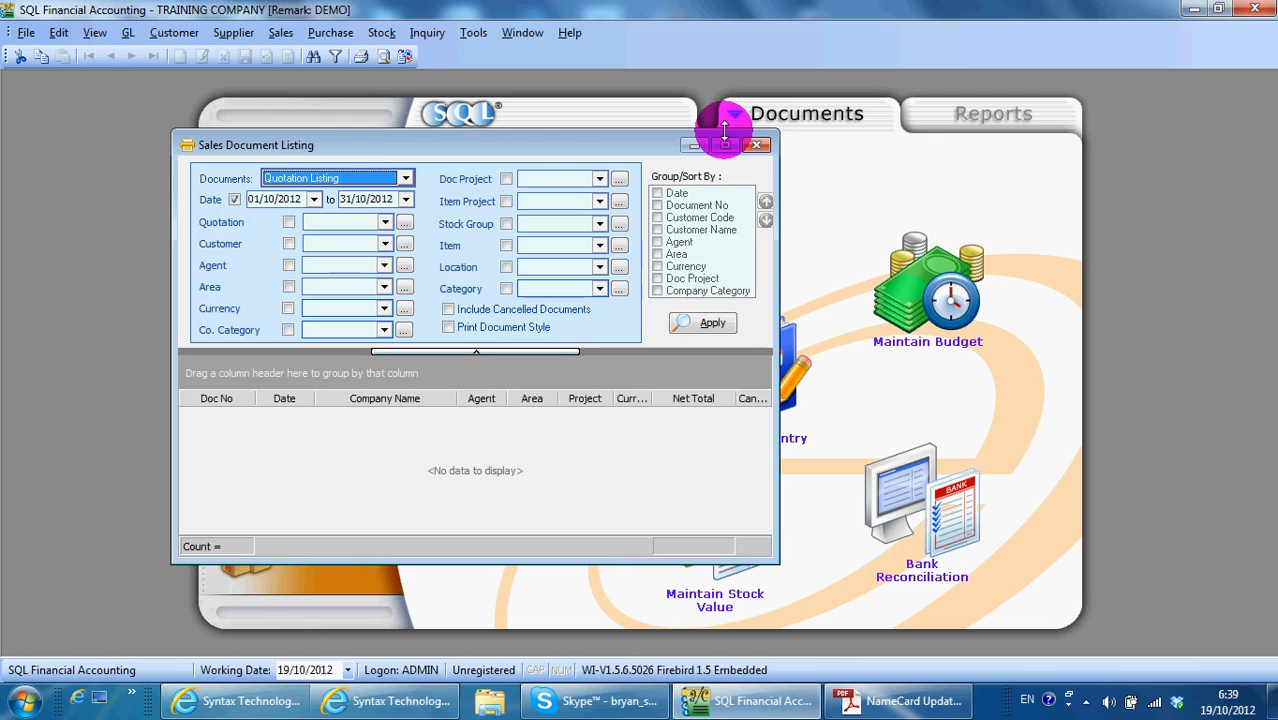 SQL Financial Accounting - TRAINING COMPANY [Remark: DEMO]
File Edit View GL Customer Supplier Sales Purchase Stock Inquiry Tools Window Help
SQL® Documents Reports
Sales Document Listing
Documents: Quotation Listing Doc Project ... Group/Sort By :
Date 01/10/2012 to 31/10/2012 Item Project ... Date
Document No
Quotation ... Stock Group ... Customer Code
Customer Name
Customer ... Item ... Agent
Area
Agent ... Location ... Currency
Doc Project
Area ... Category ... Company Category
Currency ... Include Cancelled Documents
Co. Category ... Print Document Style Apply
Maintain Budget
Drag a column header here to group by that column
Doc No Date Company Name Agent Area Project Curr... Net Total Can...
ntry
<No data to display>
BANK
Count =
Bank
Reconciliation
Maintain Stock
Value
SQL Financial Accounting Working Date: 19/10/2012 Logon: ADMIN Unregistered CAP NUM WI-V1.5.6.5026 Firebird 1.5 Embedded
Syntax Technolog... Syntax Technolog... Skype™ - bryan_s... SQL Financial Acc... NameCard Updat... EN 6:39
19/10/2012